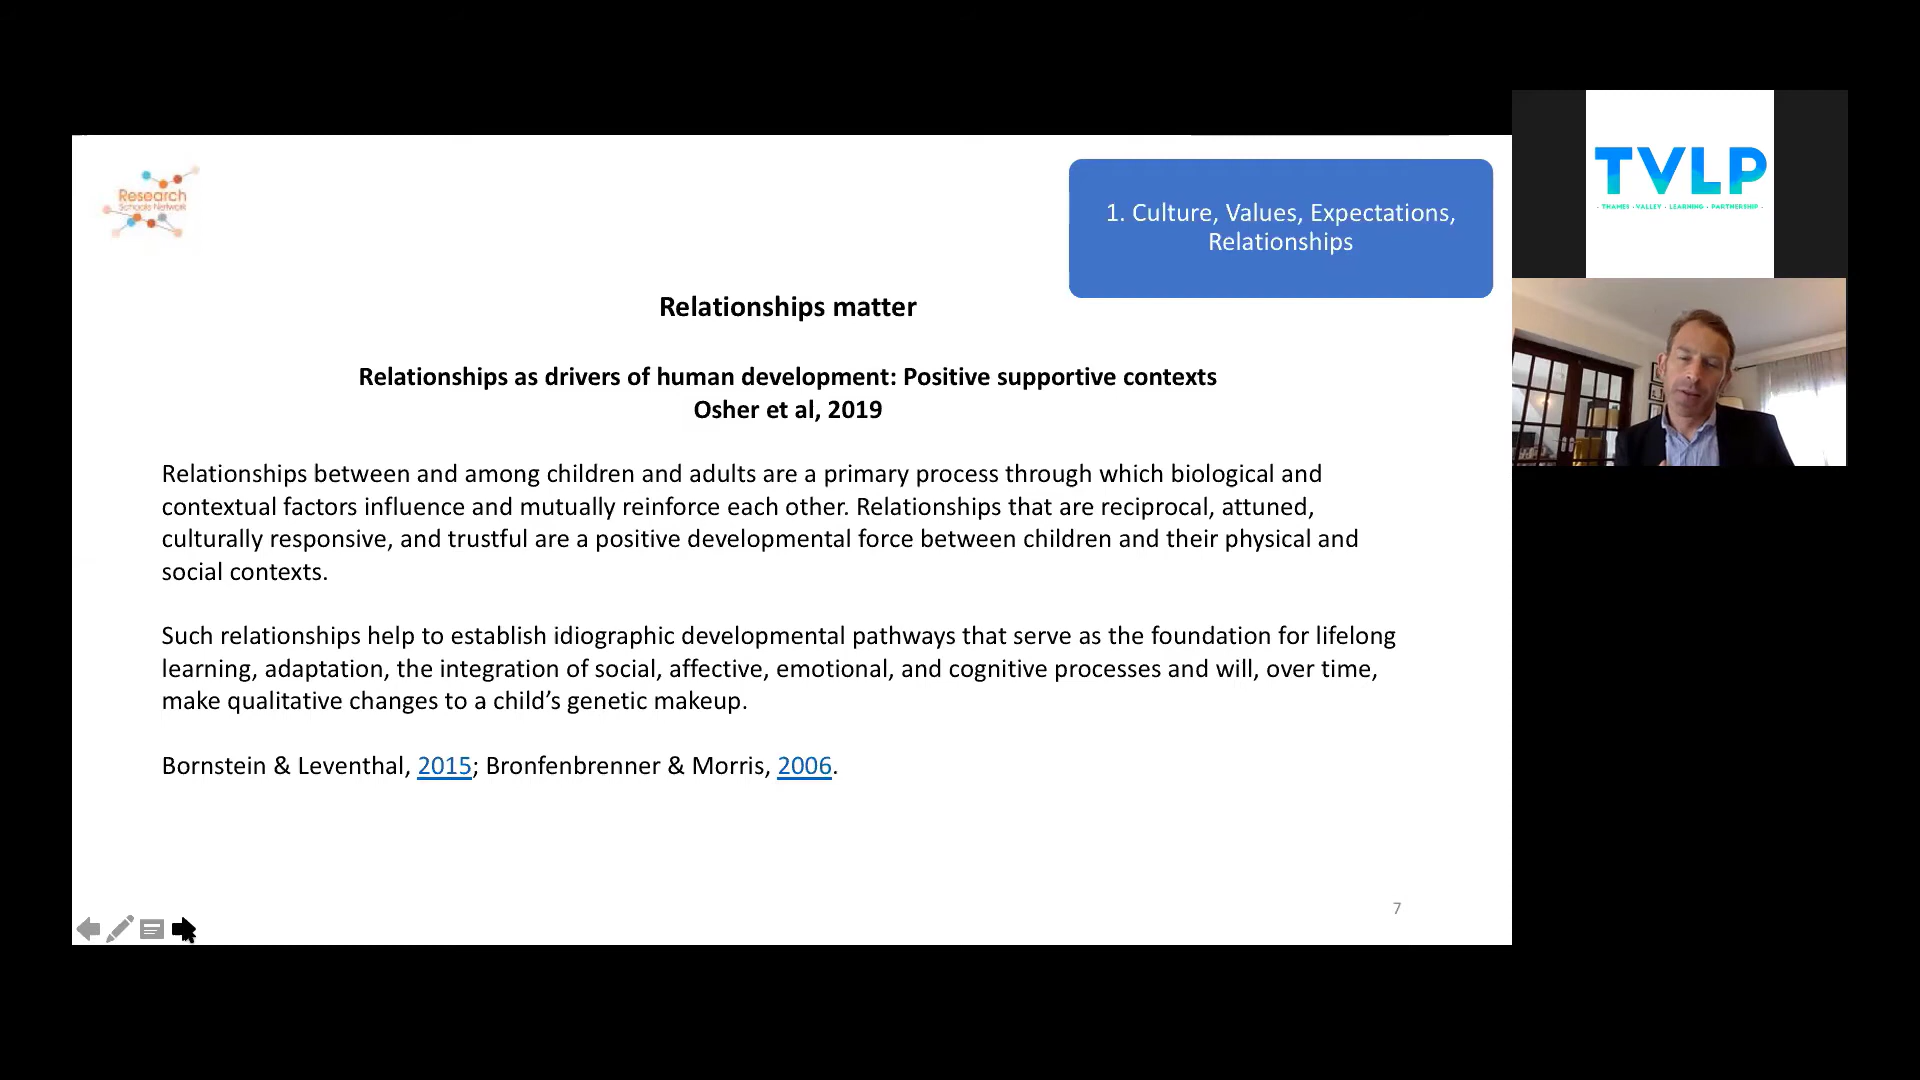 Research
Schools Network
1. Culture, Values, Expectations,
Relationships
Relationships matter
Relationships as drivers of human development: Positive supportive contexts
Osher et al, 2019
Relationships between and among children and adults are a primary process through which biological and
contextual factors influence and mutually reinforce each other. Relationships that are reciprocal, attuned,
culturally responsive, and trustful are a positive developmental force between children and their physical and
social contexts.
Such relationships help to establish idiographic developmental pathways that serve as the foundation for lifelong
learning, adaptation, the integration of social, affective, emotional, and cognitive processes and will, over time,
make qualitative changes to a child’s genetic makeup.
Bornstein & Leventhal, 2015; Bronfenbrenner & Morris, 2006.
7
TVLP
- THAMES - VALLEY - LEARNING - PARTNERSHIP -